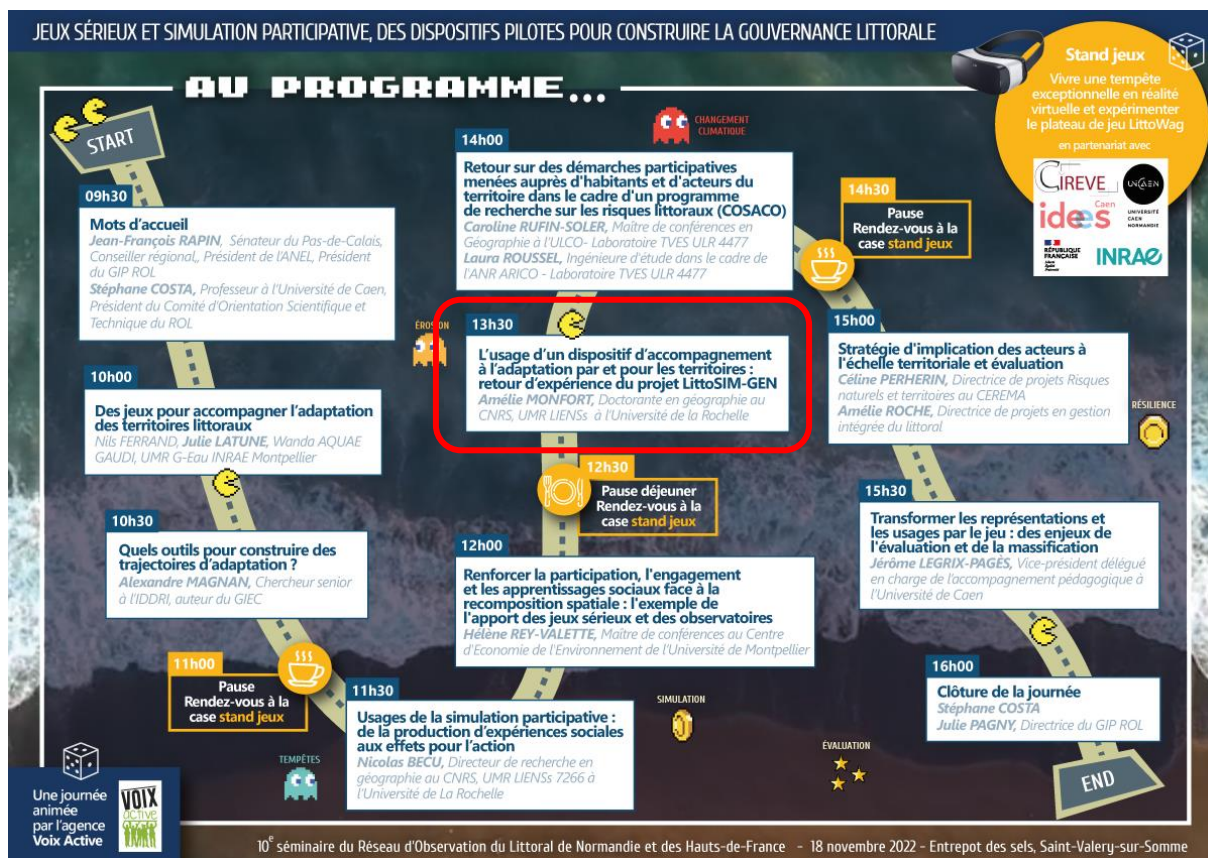 JEUX SÉRIEUX ET SIMULATION PARTICIPATIVE, DES DISPOSITIFS PILOTES POUR CONSTRUIRE LA GOUVERNANCE LITTORALE
AU PROGRAMME...
START
09h30
Mots d'accueil
Jean-François RAPIN, Sénateur du Pas-de-Calais,
Conseiller régional,, Président de l'ANEL, Président
du GIP ROL
Stéphane COSTA, Professeur à l'Université de Caen,
Président du Comité d'Orientation Scientifique et
Technique du ROL
10h00
Des jeux pour accompagner l'adaptation
des territoires littoraux
Nils FERRAND, Julie LATUNE, Wanda AQUAE
GAUDI, UMR G-Eau INRAE Montpellier
10h30
Quels outils pour construire des
trajectoires d'adaptation ?
Alexandre MAGNAN, Chercheur senior
à l'IDDRI, auteur du GIEC
11h00
Pause
Rendez-vous à la
case stand jeux
11h30
Usages de la simulation participative :
de la production d'expériences sociales
aux effets pour l'action
Nicolas BECU, Directeur de recherche en
géographie au CNRS, UMR LIENSs 7266 à
l'Université de La Rochelle
TEMPÊTES
12h00
Renforcer la participation, l'engagement
et les apprentissages sociaux face à la
recomposition spatiale : l'exemple de
l'apport des jeux sérieux et des observatoires
Hélène REY-VALETTE, Maître de conférences au Centre
d'Economie de l'Environnement de l'Université de Montpellier
12h30
Pause déjeuner
Rendez-vous à la
case stand jeux
ÉROSION
13h30
L'usage d'un dispositif d'accompagnement
à l'adaptation par et pour les territoires :
retour d'expérience du projet LittoSIM-GEN
Amélie MONFORT, Doctorante en géographie au
CNRS, UMR LIENSs à l'Université de la Rochelle
CHANGEMENT
CLIMATIQUE
14h00
Retour sur des démarches participatives
menées auprès d'habitants et d'acteurs du
territoire dans le cadre d'un programme
de recherche sur les risques littoraux (COSACO)
Caroline RUFIN-SOLER, Maître de conférences en
Géographie à l'ULCO- Laboratoire TVES ULR 4477
Laura ROUSSEL, Ingénieure d'étude dans le cadre de
l'ANR ARICO - Laboratoire TVES ULR 4477
14h30
Pause
Rendez-vous à la
case stand jeux
15h00
Stratégie d'implication des acteurs à
l'échelle territoriale et évaluation
Céline PERHERIN, Directrice de projets Risques
naturels et territoires au CEREMA
Amélie ROCHE, Directrice de projets en gestion
intégrée du littoral
RÉSILIENCE
15h30
Transformer les représentations et
les usages par le jeu : des enjeux de
l'évaluation et de la massification
Jérôme LEGRIX-PAGÈS, Vice-président délégué
en charge de l'accompagnement pédagogique à
l'Université de Caen
16h00
Clôture de la journée
Stéphane COSTA
Julie PAGNY, Directrice du GIP ROL
END
SIMULATION
ÉVALUATION
Stand jeux
Vivre une tempête
exceptionnelle en réalité
virtuelle et expérimenter
le plateau de jeu LittoWag
en partenariat avec
CIREVE
UNICAEN
idees Caen
UNIVERSITÉ
CAEN
NORMANDIE
RÉPUBLIQUE
FRANÇAISE
INRAE
Une journée
animée
par l'agence
Voix Active
VOIX
active
10e séminaire du Réseau d'Observation du Littoral de Normandie et des Hauts-de-France - 18 novembre 2022 - Entrepot des sels, Saint-Valery-sur-Somme